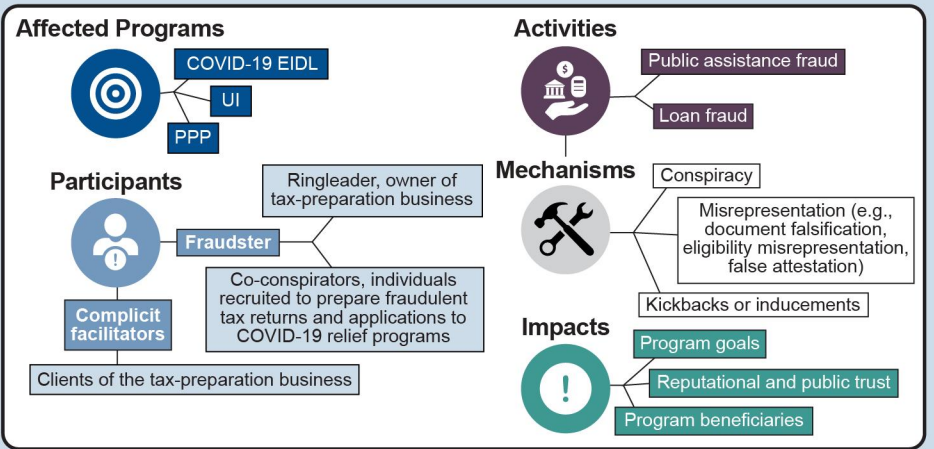 Affected Programs
COVID-19 EIDL
UI
PPP
Participants
Ringleader, owner of
tax-preparation business
Fraudster
Co-conspirators, individuals
recruited to prepare fraudulent
tax returns and applications to
COVID-19 relief programs
Complicit
facilitators
Clients of the tax-preparation business
Activities
$
Public assistance fraud
Loan fraud
Mechanisms
Conspiracy
Misrepresentation (e.g.,
document falsification,
eligibility misrepresentation,
false attestation)
Kickbacks or inducements
Impacts
Program goals
Reputational and public trust
Program beneficiaries